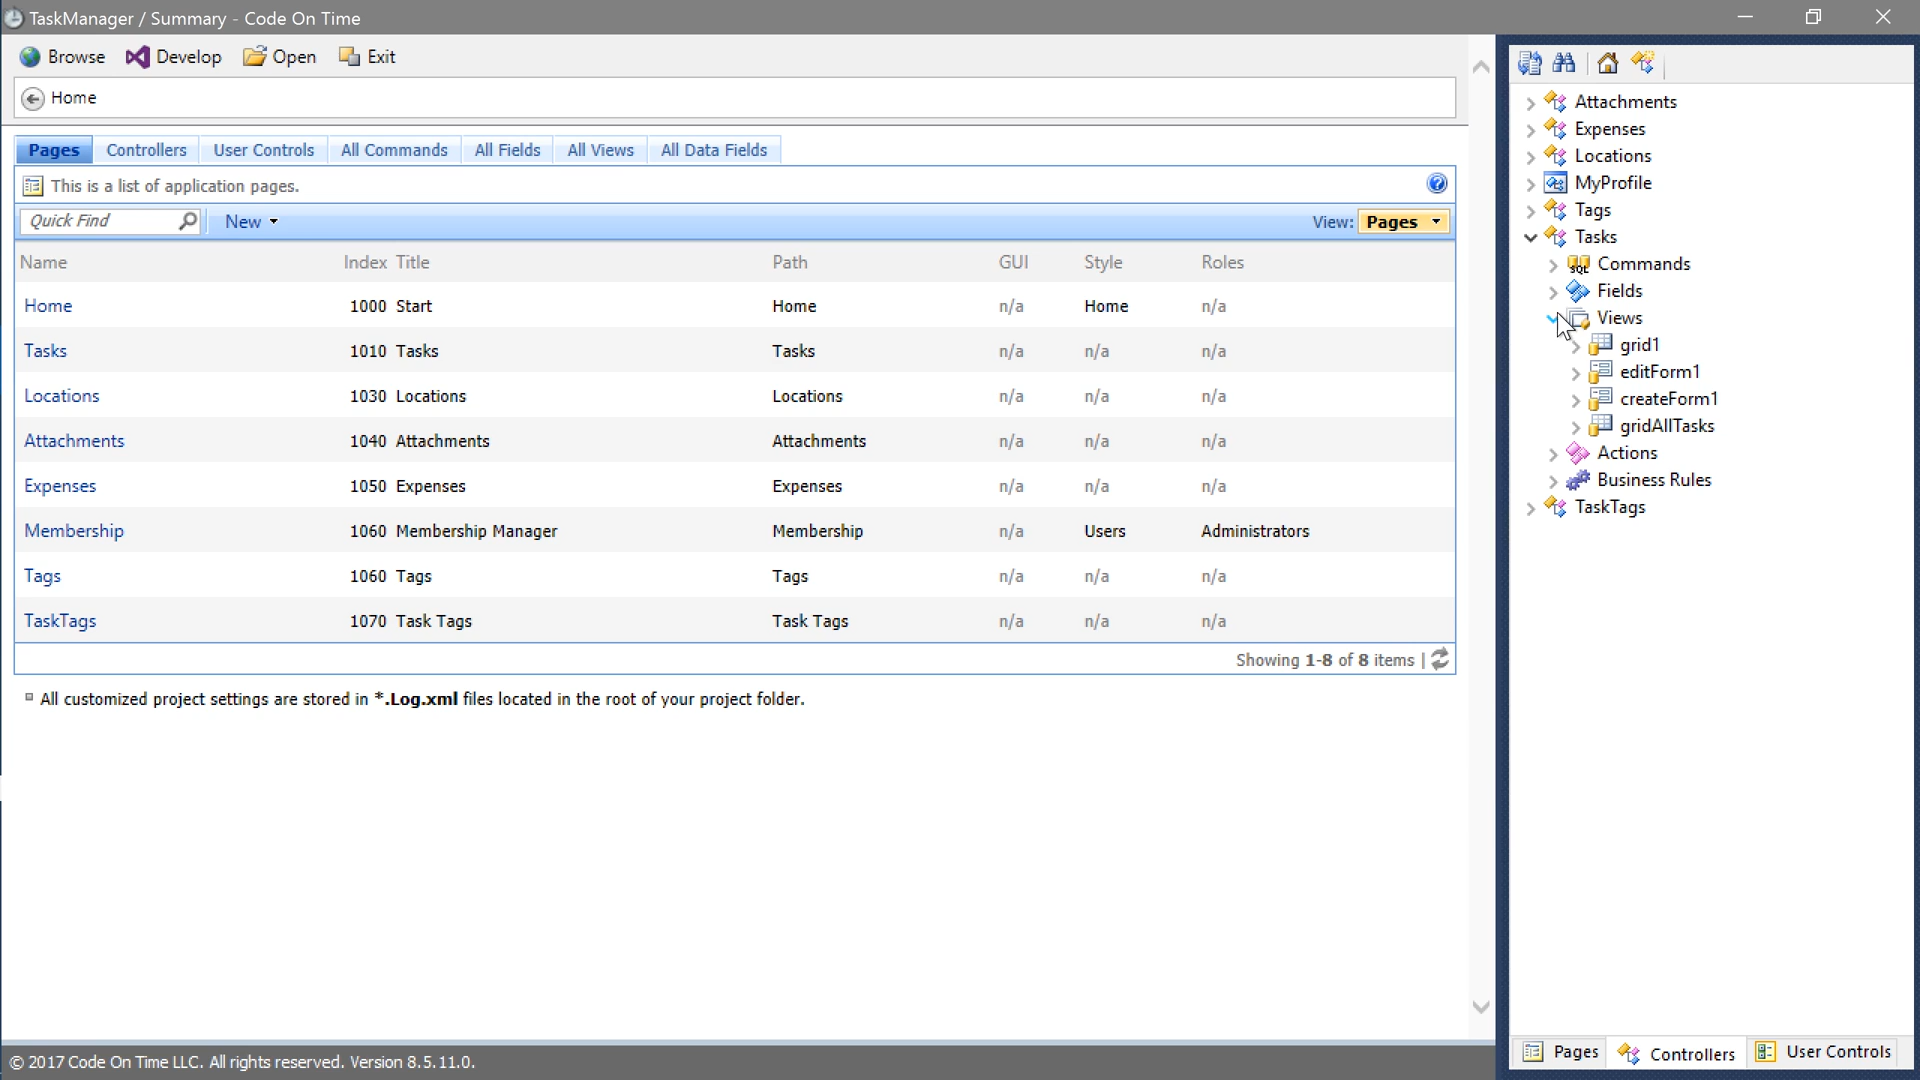 TaskManager / Summary - Code On Time
Browse Develop Open Exit
Home
Pages Controllers User Controls All Commands All Fields All Views All Data Fields
This is a list of application pages.
Quick Find New View: Pages
Name Index Title Path GUI Style Roles
Home 1000 Start Home n/a Home n/a
Tasks 1010 Tasks Tasks n/a n/a n/a
Locations 1030 Locations Locations n/a n/a n/a
Attachments 1040 Attachments Attachments n/a n/a n/a
Expenses 1050 Expenses Expenses n/a n/a n/a
Membership 1060 Membership Manager Membership n/a Users Administrators
Tags 1060 Tags Tags n/a n/a n/a
TaskTags 1070 Task Tags Task Tags n/a n/a n/a
Showing 1-8 of 8 items |
All customized project settings are stored in *.Log.xml files located in the root of your project folder.
© 2017 Code On Time LLC. All rights reserved. Version 8.5.11.0.
Attachments
Expenses
Locations
MyProfile
Tags
Tasks
SQL Commands
Fields
Views
grid1
editForm1
createForm1
gridAllTasks
Actions
Business Rules
TaskTags
Pages Controllers User Controls